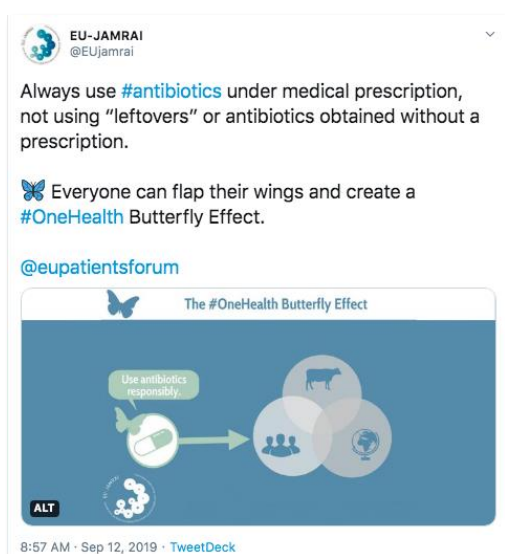 EU-JAMRAI
@EUjamrai
Always use #antibiotics under medical prescription,
not using “leftovers” or antibiotics obtained without a
prescription.
🦋 Everyone can flap their wings and create a
#OneHealth Butterfly Effect.
@eupatientsforum
The #OneHealth Butterfly Effect
Use antibiotics
responsibly.
ALT
8:57 AM · Sep 12, 2019 · TweetDeck